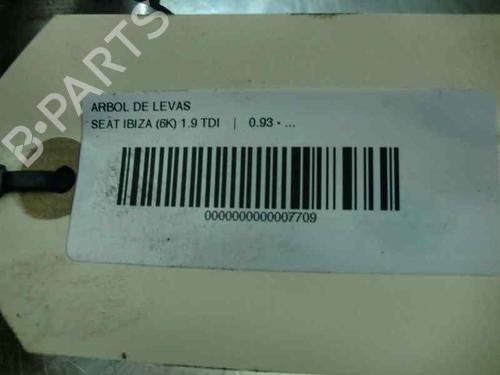 B-PARTS
ARBOL DE LEVAS
SEAT IBIZA (6K) 1.9 TDI | 0.93 - ...
0000000000007709